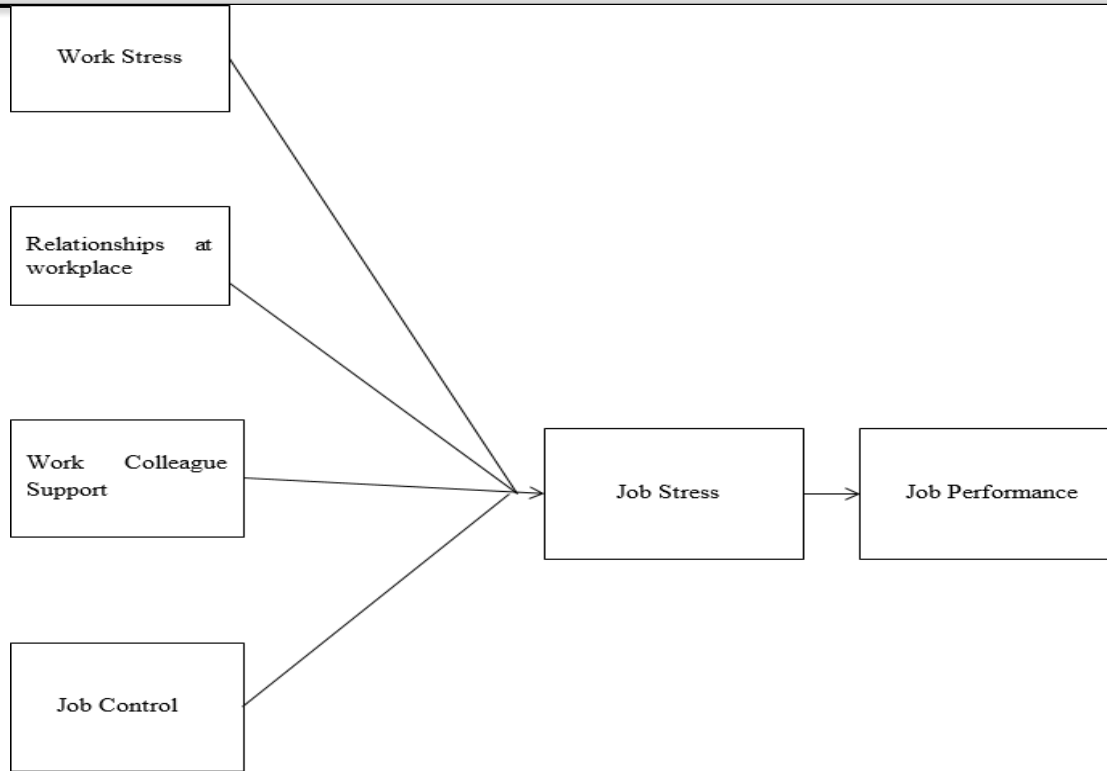 Work Stress
Relationships at
workplace
Work Colleague
Support
Job Stress
Job Performance
Job Control